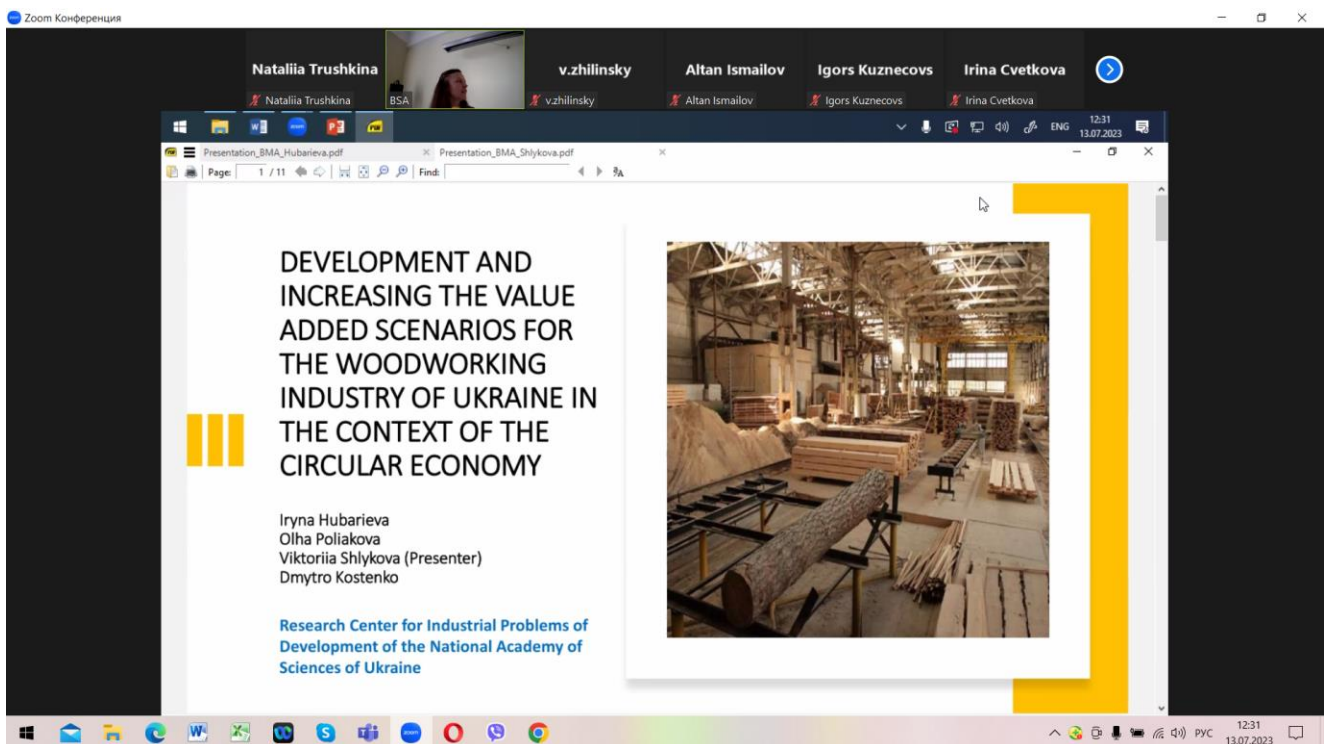 Zoom Конференция
Nataliia Trushkina
v.zhilinsky
Altan Ismailov
Igors Kuznecovs
Irina Cvetkova
Nataliia Trushkina
BSA
v.zhilinsky
Altan Ismailov
Igors Kuznecovs
Irina Cvetkova
ENG
12:31
13.07.2023
Presentation_BMA_Hubarieva.pdf
Presentation_BMA_Shlykova.pdf
Page: 1 / 11
Find:
DEVELOPMENT AND
INCREASING THE VALUE
ADDED SCENARIOS FOR
THE WOODWORKING
INDUSTRY OF UKRAINE IN
THE CONTEXT OF THE
CIRCULAR ECONOMY
Iryna Hubarieva
Olha Poliakova
Viktoriia Shlykova (Presenter)
Dmytro Kostenko
Research Center for Industrial Problems of
Development of the National Academy of
Sciences of Ukraine
РУС
12:31
13.07.2023